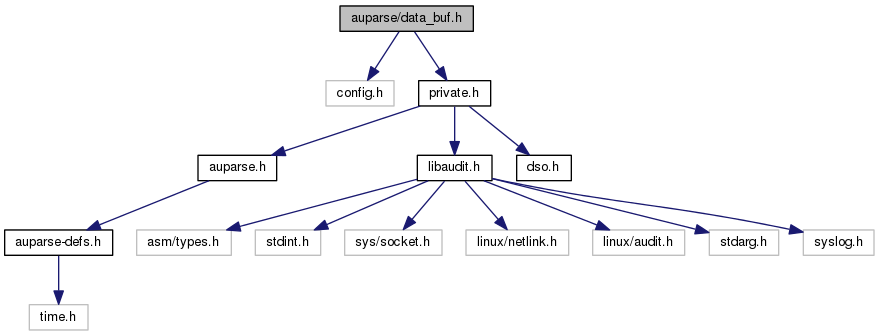 auparse/data_buf.h
config.h
private.h
auparse.h
libaudit.h
dso.h
auparse-defs.h
asm/types.h
stdint.h
sys/socket.h
linux/netlink.h
linux/audit.h
stdarg.h
syslog.h
time.h